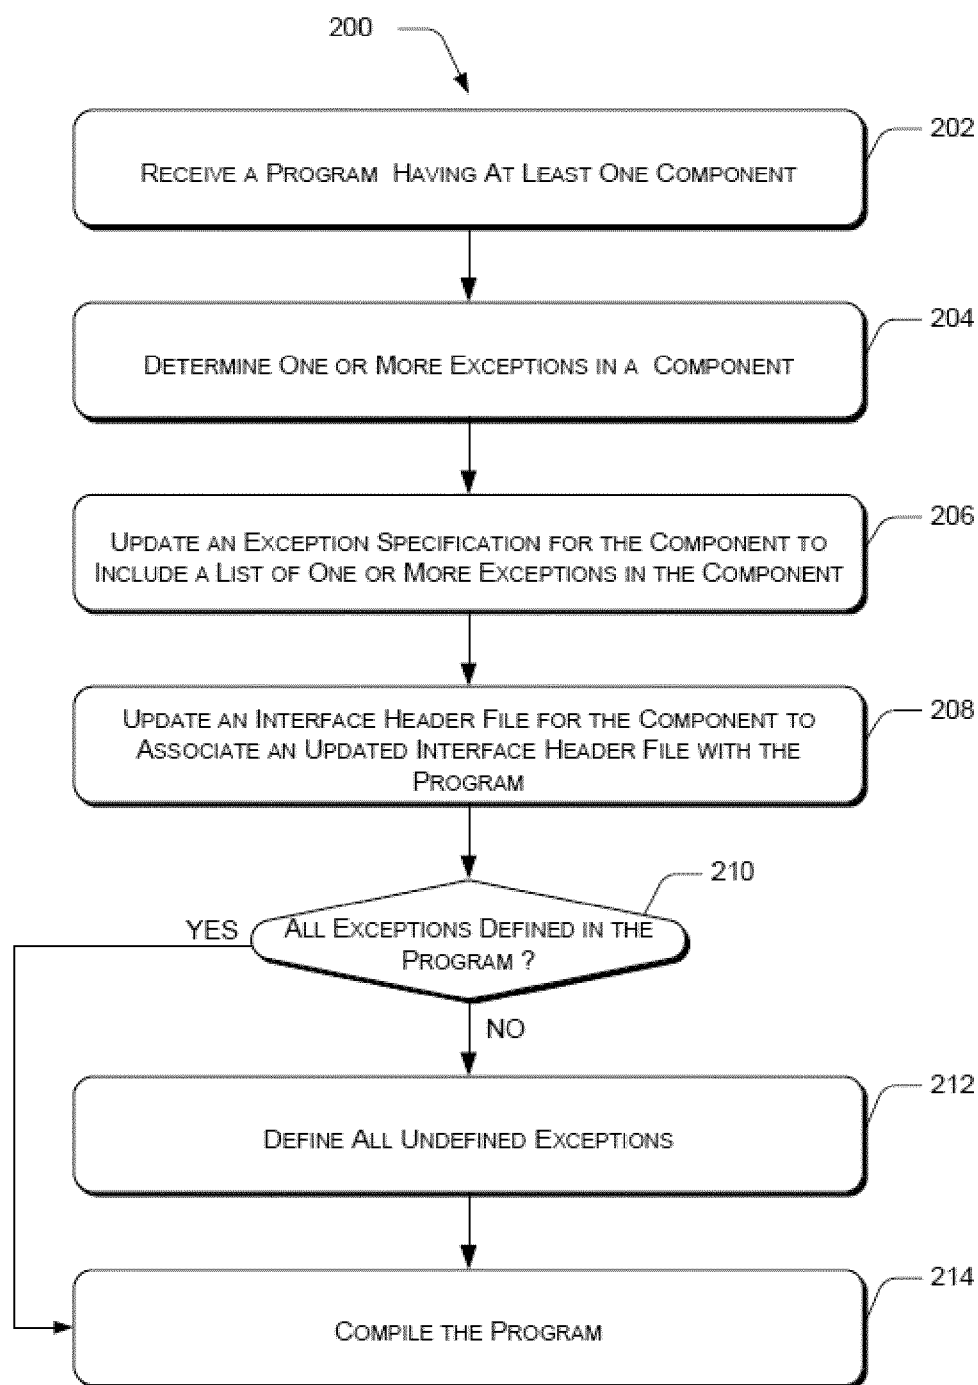 200
202
RECEIVE A PROGRAM HAVING AT LEAST ONE COMPONENT
204
DETERMINE ONE OR MORE EXCEPTIONS IN A COMPONENT
206
UPDATE AN EXCEPTION SPECIFICATION FOR THE COMPONENT TO
INCLUDE A LIST OF ONE OR MORE EXCEPTIONS IN THE COMPONENT
208
UPDATE AN INTERFACE HEADER FILE FOR THE COMPONENT TO
ASSOCIATE AN UPDATED INTERFACE HEADER FILE WITH THE
PROGRAM
210
YES
ALL EXCEPTIONS DEFINED IN THE
PROGRAM ?
NO
212
DEFINE ALL UNDEFINED EXCEPTIONS
214
COMPILE THE PROGRAM